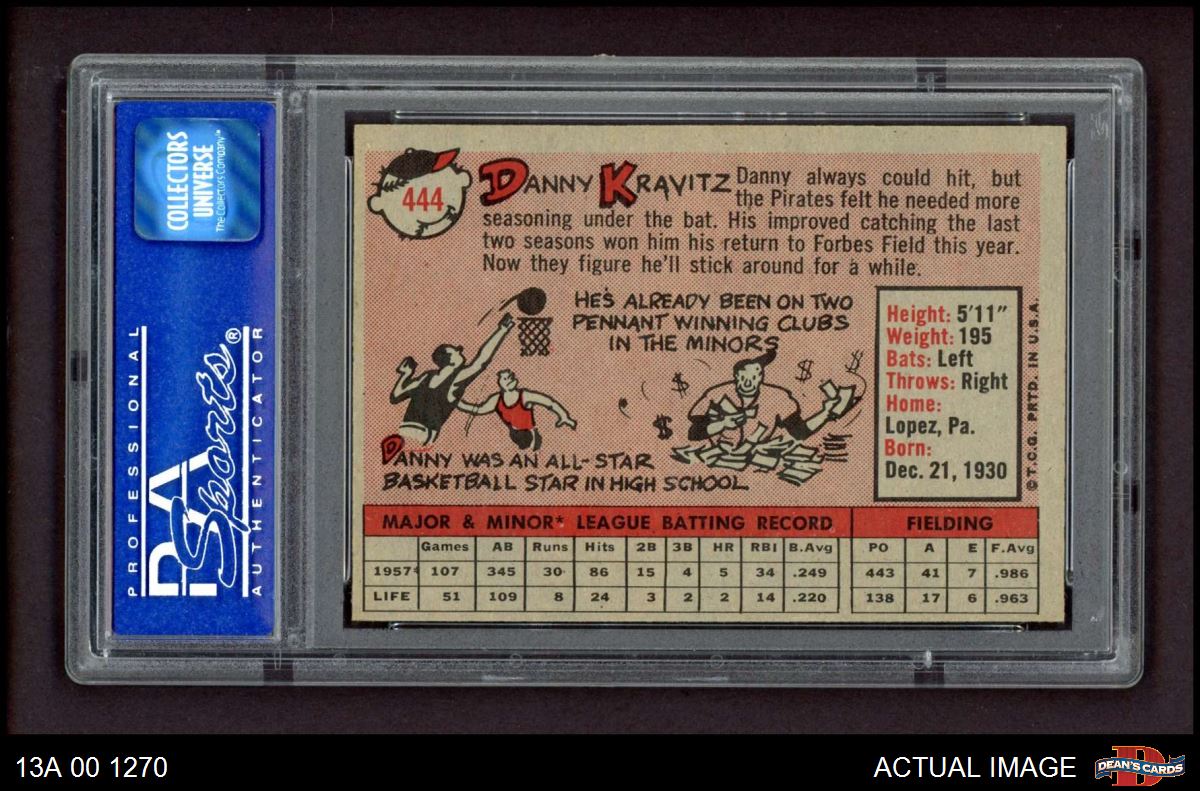 COLLECTORS
UNIVERSE
The Collectors Company™
PROFESSIONAL
PSA
Sports®
AUTHENTICATOR
444
DANNY KRAVITZ
Danny always could hit, but
the Pirates felt he needed more
seasoning under the bat. His improved catching the last
two seasons won him his return to Forbes Field this year.
Now they figure he'll stick around for a while.
HE'S ALREADY BEEN ON TWO
PENNANT WINNING CLUBS
IN THE MINORS
$ $ $ $
DANNY WAS AN ALL-STAR
BASKETBALL STAR IN HIGH SCHOOL
Height: 5'11"
Weight: 195
Bats: Left
Throws: Right
Home:
Lopez, Pa.
Born:
Dec. 21, 1930
©T.C.G. PRTD. IN U.S.A.
MAJOR & MINOR* LEAGUE BATTING RECORD FIELDING
Games AB Runs Hits 2B 3B HR RBI B.Avg PO A E F.Avg
1957* 107 345 30 86 15 4 5 34 .249 443 41 7 .986
LIFE 51 109 8 24 3 2 2 14 .220 138 17 6 .963
13A 00 1270
ACTUAL IMAGE
D
DEAN'S CARDS